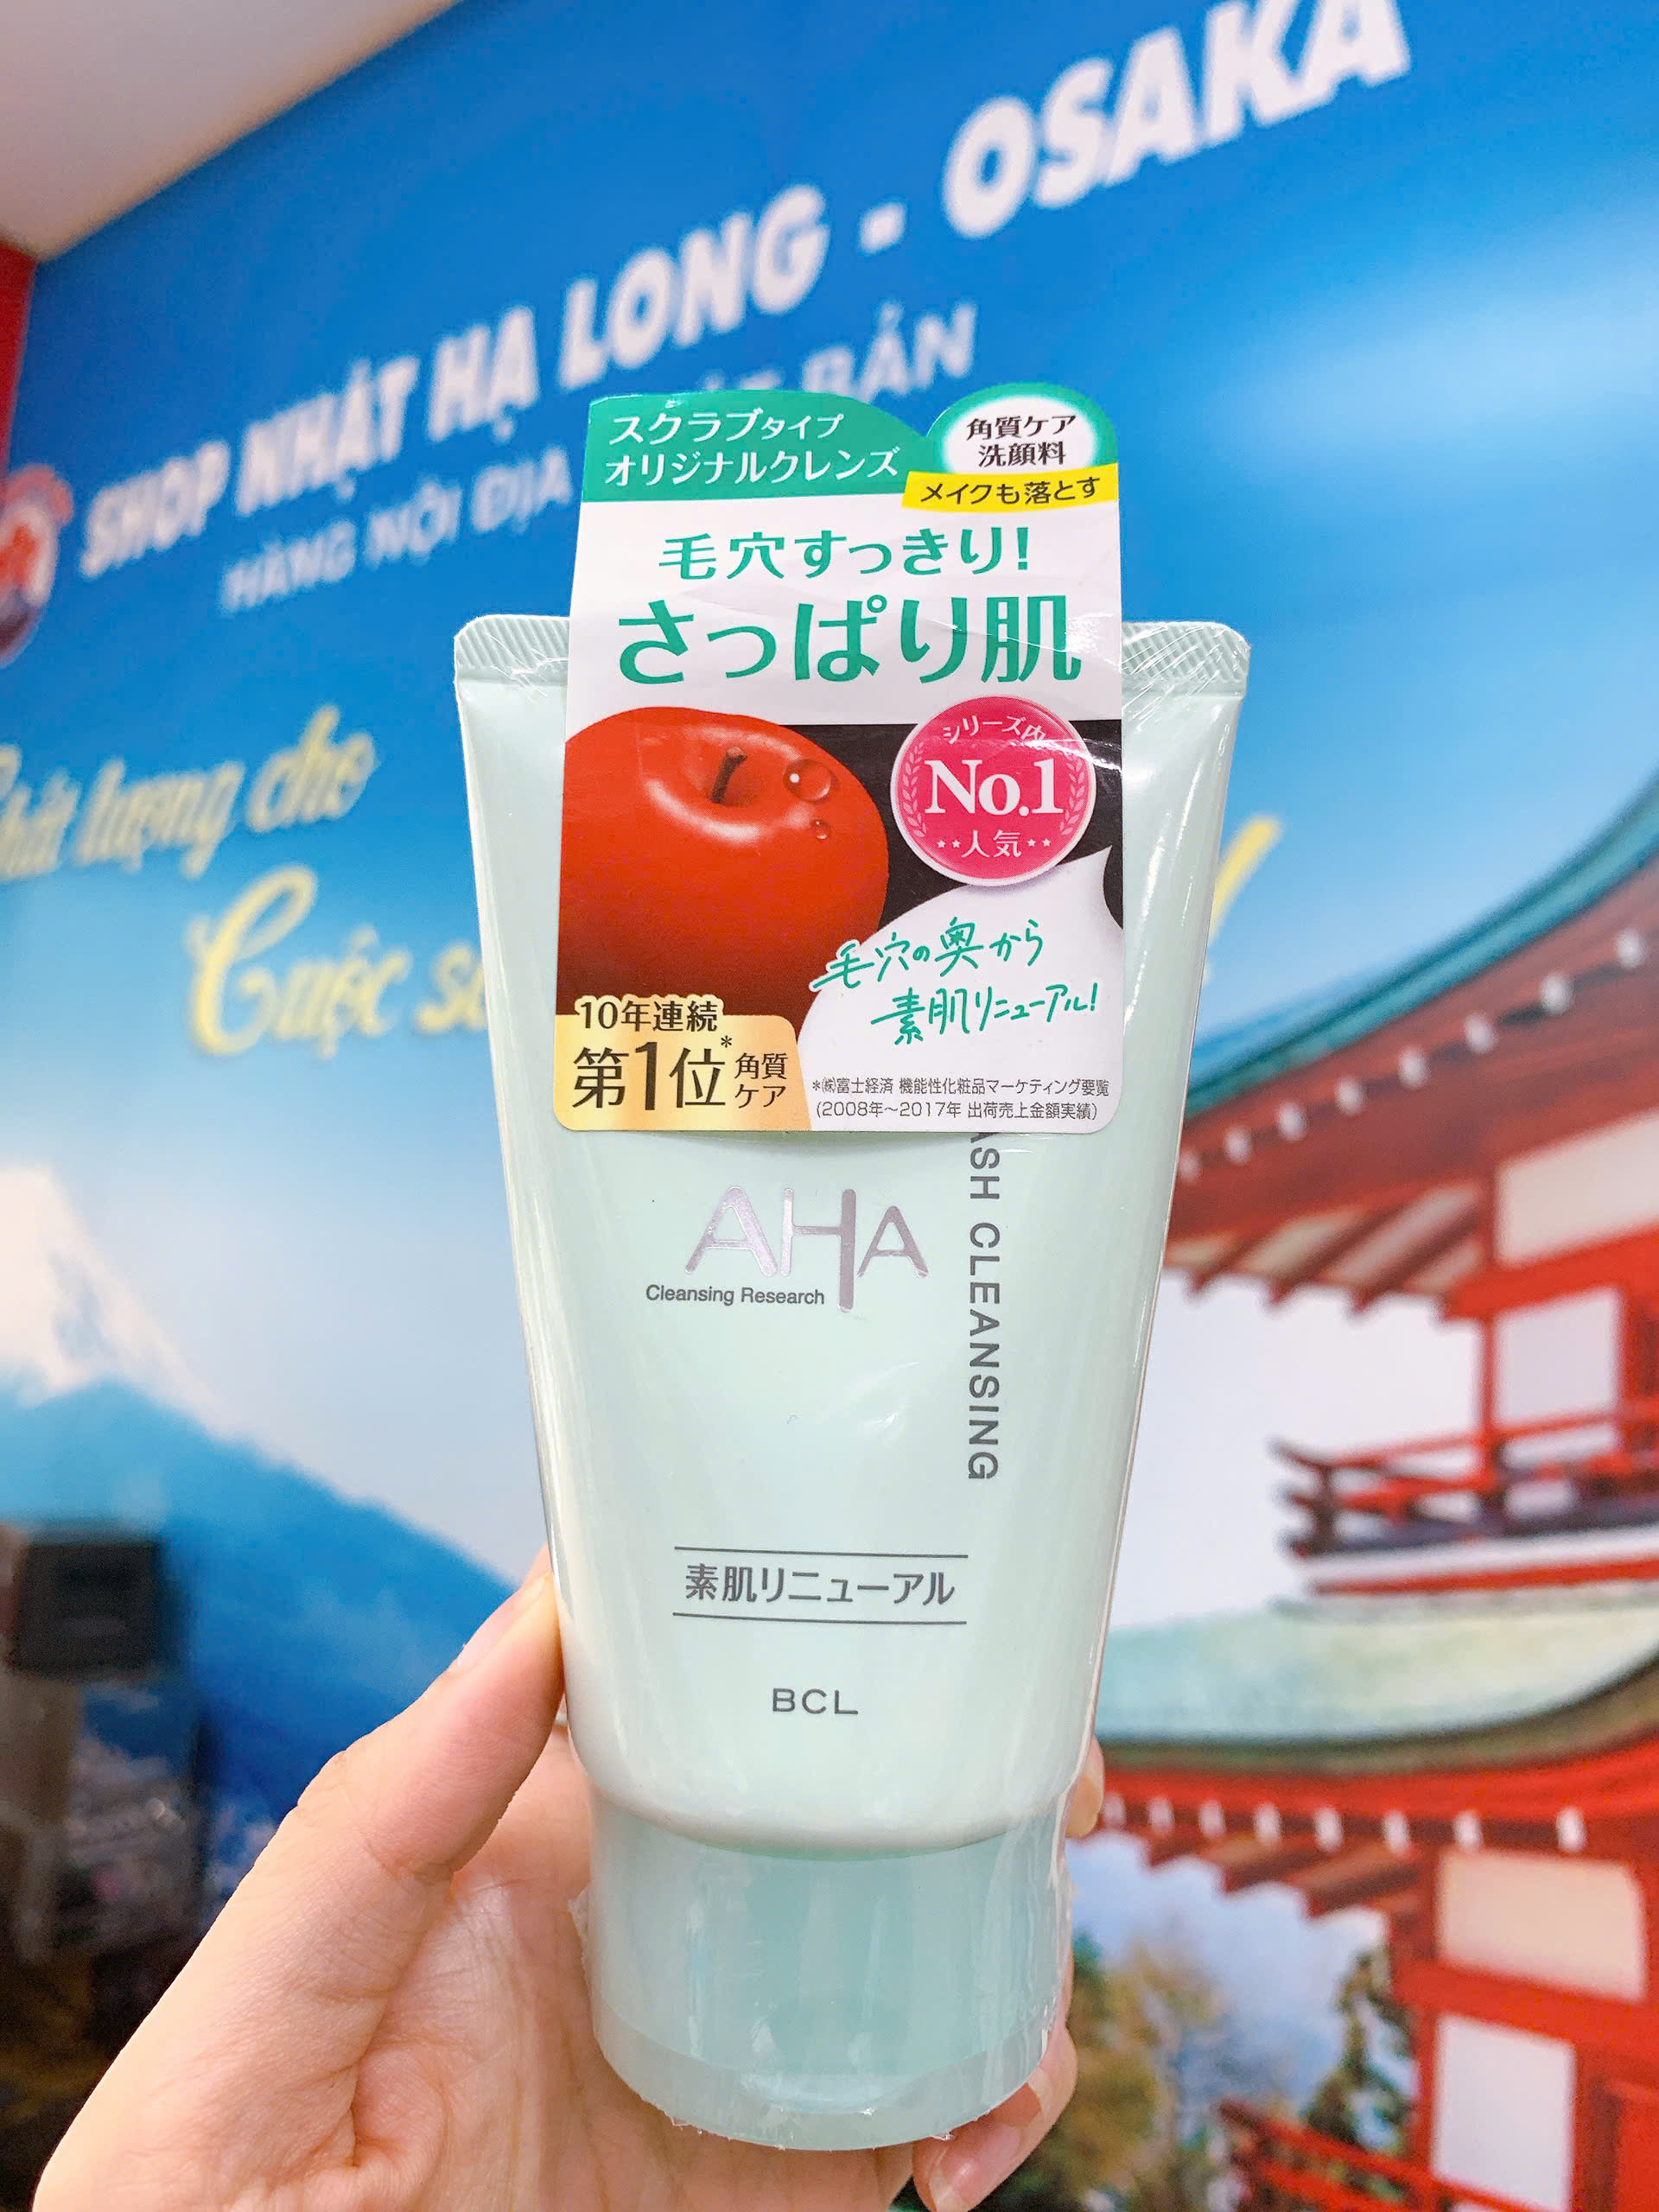 SHOP NHẬT HẠ LONG - OSAKA
HÀNG NỘI ĐỊA BẢN
lượng cho
Cuộc
スクラブタイプ
オリジナルクレンズ
角質ケア
洗顔料
メイクも落とす
毛穴すっきり!
さっぱり肌
シリーズ内
No.1
人気
毛穴の奥から
素肌リニューアル!
10年連続
第1位*角質ケア
*㈱富士経済 機能性化粧品マーケティング要覧
(2008年〜2017年 出荷売上金額実績)
AHA
Cleansing Research
ASH CLEANSING
素肌リニューアル
BCL